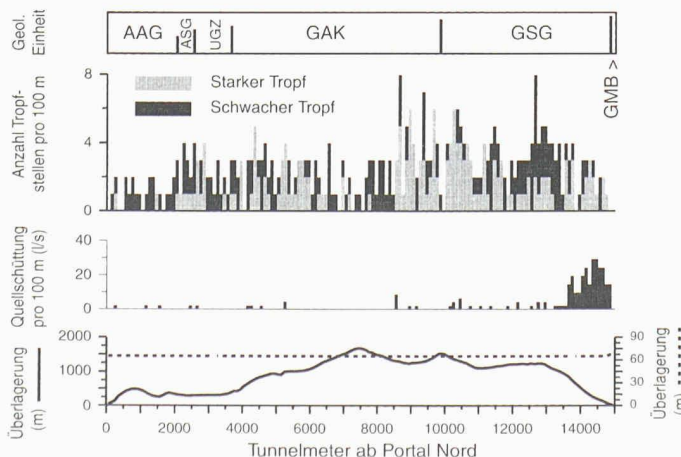 Geol.
Einheit
AAG
ASG
UGZ
GAK
GSG
GMB >
Anzahl Tropf-
stellen pro 100 m
8
4
0
Starker Tropf
Schwacher Tropf
Quellschüttung
pro 100 m (l/s)
40
20
0
Überlagerung
(m)
2000
1000
0
90
60
30
0
Überlagerung
(m)
0 2000 4000 6000 8000 10000 12000 14000
Tunnelmeter ab Portal Nord